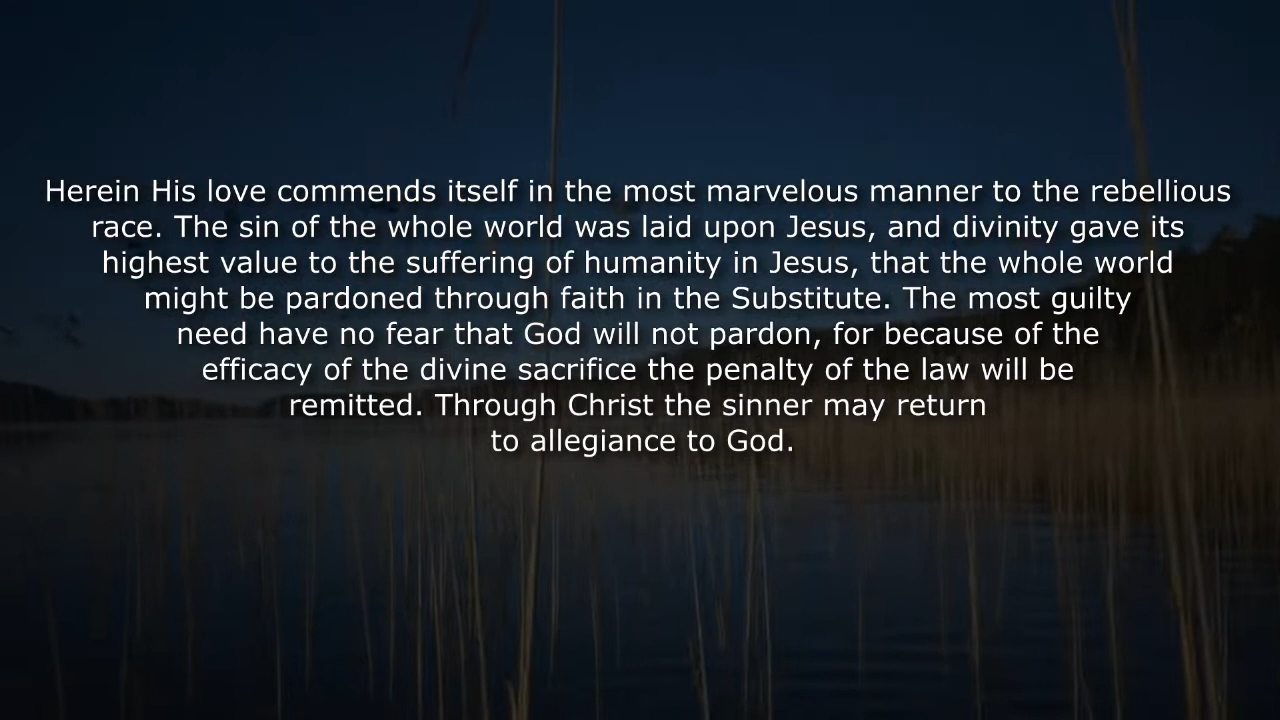 Herein His love commends itself in the most marvelous manner to the rebellious
race. The sin of the whole world was laid upon Jesus, and divinity gave its
highest value to the suffering of humanity in Jesus, that the whole world
might be pardoned through faith in the Substitute. The most guilty
need have no fear that God will not pardon, for because of the
efficacy of the divine sacrifice the penalty of the law will be
remitted. Through Christ the sinner may return
to allegiance to God.